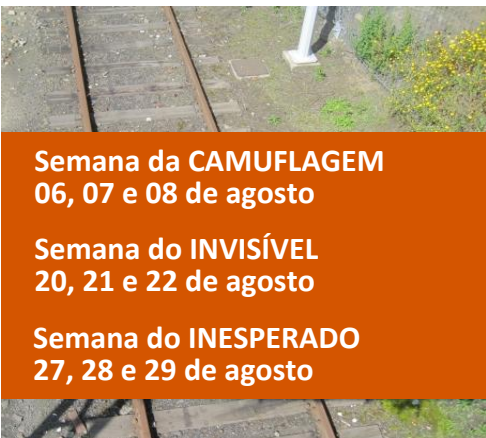 Semana da CAMUFLAGEM
06, 07 e 08 de agosto
Semana do INVISÍVEL
20, 21 e 22 de agosto
Semana do INESPERADO
27, 28 e 29 de agosto